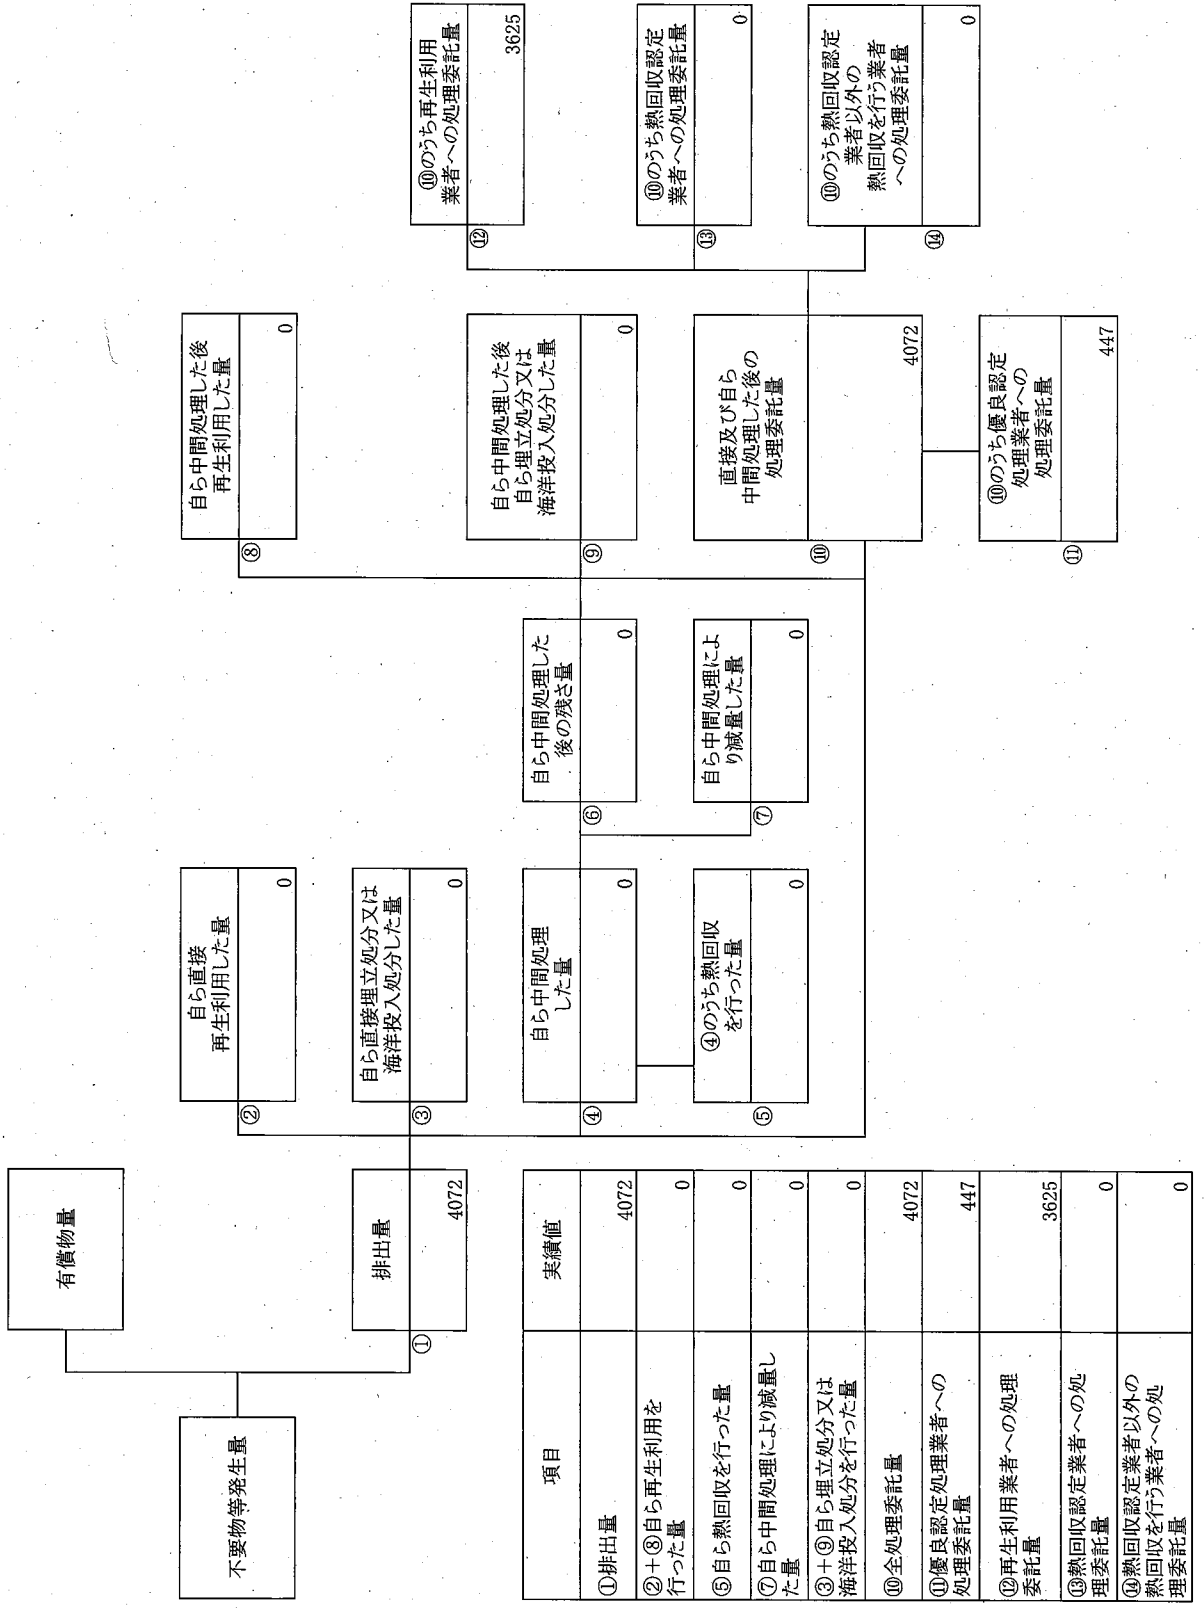 有償物量
不要物等発生量
排出量
①
4072
自ら直接
再生利用した量
②
0
自ら直接埋立処分又は
海洋投入処分した量
③
0
自ら中間処理
した量
④
0
④のうち熱回収
を行った量
⑤
0
自ら中間処理した
後の残さ量
⑥
0
自ら中間処理によ
り減量した量
⑦
0
自ら中間処理した後
再生利用した量
⑧
0
自ら中間処理した後
自ら埋立処分又は
海洋投入処分した量
⑨
0
直接及び自ら
中間処理した後の
処理委託量
⑩
4072
⑩のうち優良認定
処理業者への
処理委託量
⑪
447
⑩のうち再生利用
業者への処理委託量
⑫
3625
⑩のうち熱回収認定
業者への処理委託量
⑬
0
⑩のうち熱回収認定
業者以外の
熱回収を行う業者
への処理委託量
⑭
0
項目 実績値
①排出量 4072
②+⑧自ら再生利用を
行った量 0
⑤自ら熱回収を行った量 0
⑦自ら中間処理により減量し
た量 0
③+⑨自ら埋立処分又は
海洋投入処分を行った量 0
⑩全処理委託量 4072
⑪優良認定処理業者への
処理委託量 447
⑫再生利用業者への処理
委託量 3625
⑬熱回収認定業者への処
理委託量 0
⑭熱回収認定業者以外の
熱回収を行う業者への処
理委託量 0